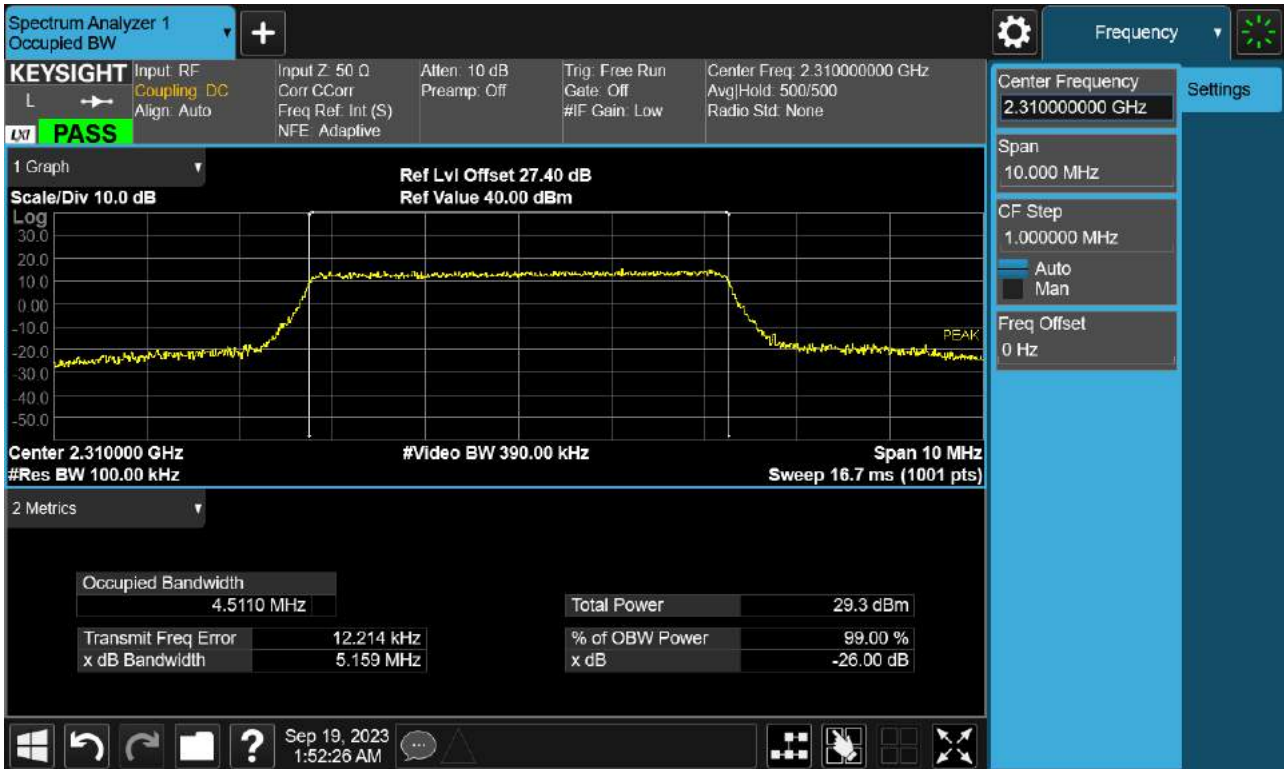 Spectrum Analyzer 1
Occupied BW
+
Frequency
KEYSIGHT
L
LXI
PASS
Input: RF
Coupling: DC
Align: Auto
Input Z: 50 Ω
Corr CCorr
Freq Ref: Int (S)
NFE: Adaptive
Atten: 10 dB
Preamp: Off
Trig: Free Run
Gate: Off
#IF Gain: Low
Center Freq: 2.310000000 GHz
Avg|Hold: 500/500
Radio Std: None
Center Frequency
2.310000000 GHz
Settings
Span
10.000 MHz
CF Step
1.000000 MHz
Auto
Man
Freq Offset
0 Hz
1 Graph
Scale/Div 10.0 dB
Ref Lvl Offset 27.40 dB
Ref Value 40.00 dBm
Log
30.0
20.0
10.0
0.00
-10.0
-20.0
-30.0
-40.0
-50.0
PEAK
Center 2.310000 GHz
#Video BW 390.00 kHz
Span 10 MHz
#Res BW 100.00 kHz
Sweep 16.7 ms (1001 pts)
2 Metrics
Occupied Bandwidth
4.5110 MHz
Total Power 29.3 dBm
Transmit Freq Error 12.214 kHz
% of OBW Power 99.00 %
x dB Bandwidth 5.159 MHz
x dB -26.00 dB
?
Sep 19, 2023
1:52:26 AM